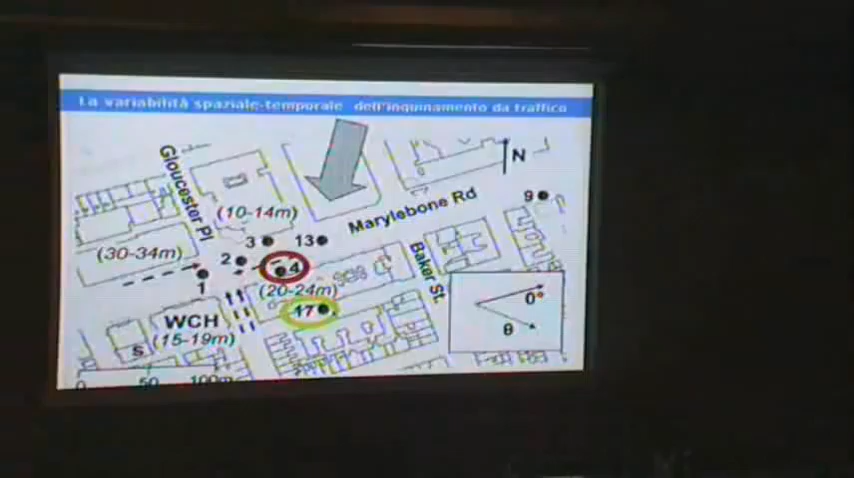 La variabilità spaziale-temporale dell'inquinamento da traffico
Gloucester Pl
N
(10-14m)
Marylebone Rd
9
3
13
(30-34m)
2
4
Baker St.
1
(20-24m)
0°
17
WCH
θ
(15-19m)
S
0 50 100m